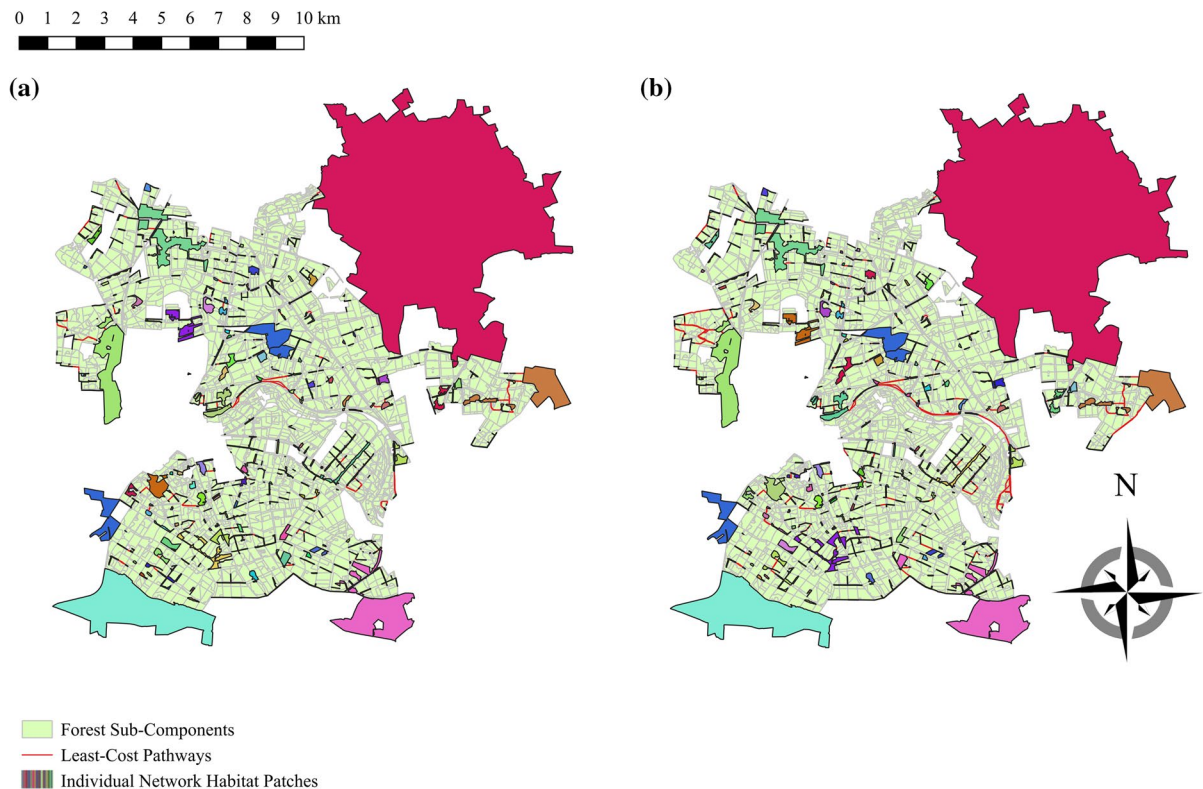 0 1 2 3 4 5 6 7 8 9 10 km
(a) (b)
N
Forest Sub-Components
Least-Cost Pathways
Individual Network Habitat Patches